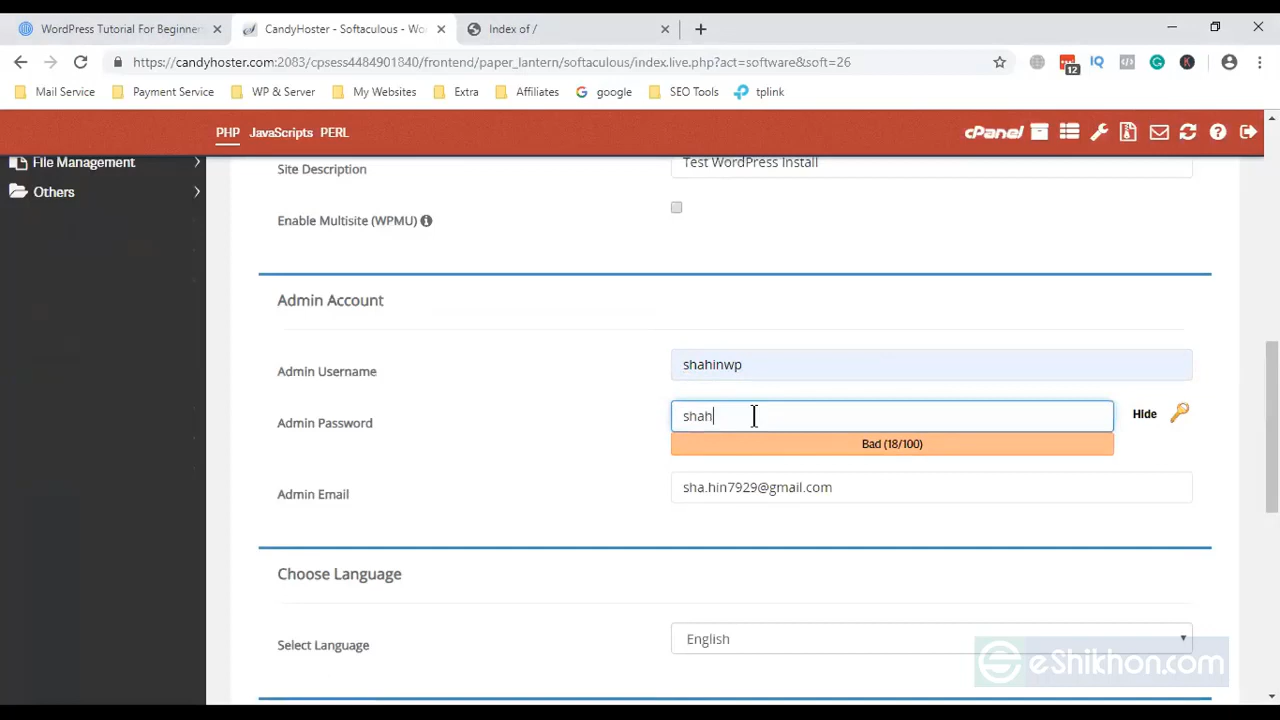 WordPress Tutorial For Beginner
CandyHoster - Softaculous - Wo
Index of /
https://candyhoster.com:2083/cpsess4484901840/frontend/paper_lantern/softaculous/index.live.php?act=software&soft=26
12
IQ
K
Mail Service
Payment Service
WP & Server
My Websites
Extra
Affiliates
google
SEO Tools
tplink
PHP JavaScripts PERL
cPanel
File Management
Others
Site Description
Test WordPress Install
Enable Multisite (WPMU)
Admin Account
Admin Username
shahinwp
Admin Password
shah
Hide
Bad (18/100)
Admin Email
sha.hin7929@gmail.com
Choose Language
Select Language
English
eShikhon.com